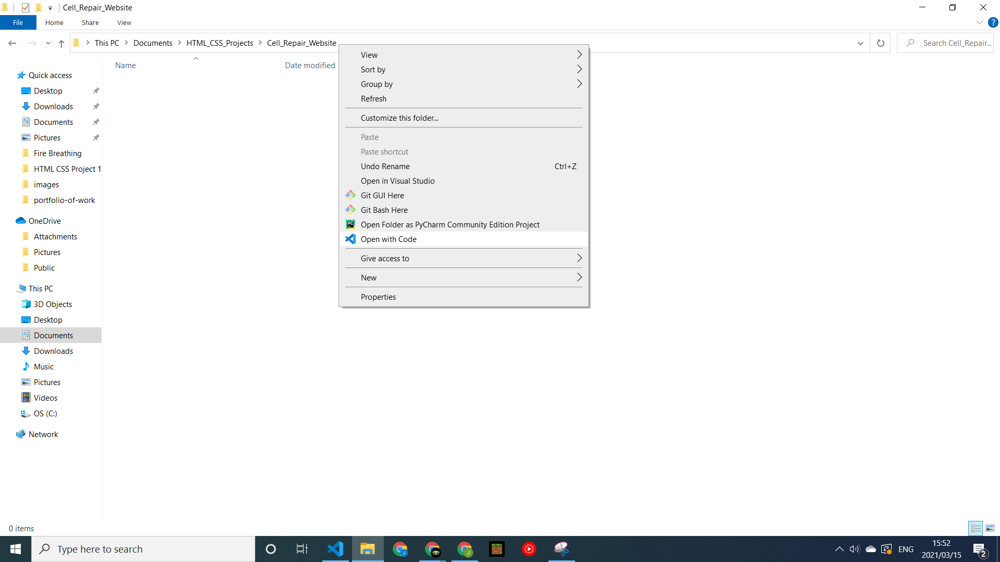 Cell_Repair_Website
File Home Share View
This PC Documents HTML_CSS_Projects Cell_Repair_Website
Search Cell_Repair...
Name Date modified
Quick access
Desktop
Downloads
Documents
Pictures
Fire Breathing
HTML CSS Project 1
images
portfolio-of-work
OneDrive
Attachments
Pictures
Public
This PC
3D Objects
Desktop
Documents
Downloads
Music
Pictures
Videos
OS (C:)
Network
View
Sort by
Group by
Refresh
Customize this folder...
Paste
Paste shortcut
Undo Rename Ctrl+Z
Open in Visual Studio
Git GUI Here
Git Bash Here
PC Open Folder as PyCharm Community Edition Project
Open with Code
Give access to
New
Properties
0 items
Type here to search
J
J
ENG
15:52
2021/03/15
2